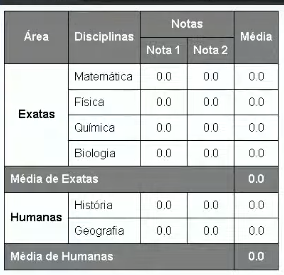 Área Disciplinas Notas Média
Nota 1 Nota 2
Exatas
Matemática 0.0 0.0 0.0
Física 0.0 0.0 0.0
Química 0.0 0.0 0.0
Biologia 0.0 0.0 0.0
Média de Exatas 0.0
Humanas
História 0.0 0.0 0.0
Geografia 0.0 0.0 0.0
Média de Humanas 0.0